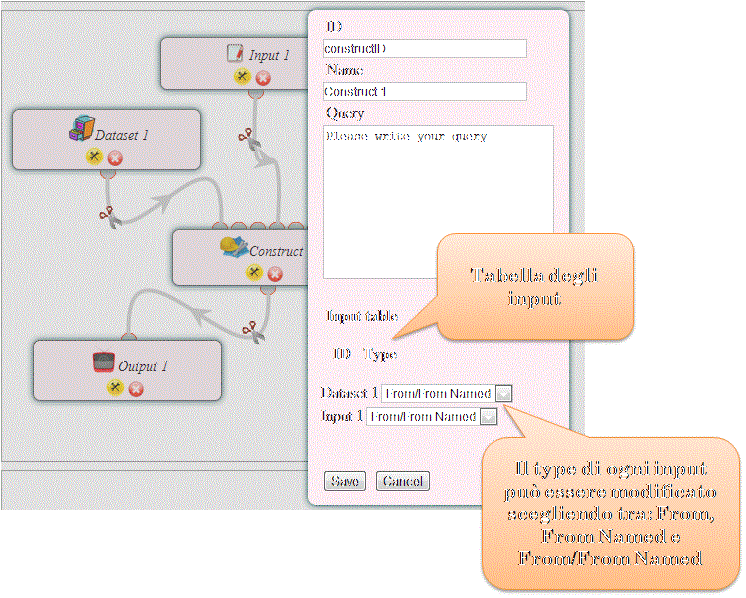 Input 1
Dataset 1
Construct
Output 1
ID
constructID
Name
Construct 1
Query
Please write your query
Input table
ID Type
Dataset 1 From/From Named
Input 1 From/From Named
Save Cancel
Tabella degli
input
Il type di ogni input
può essere modificato
scegliendo tra: From,
From Named e
From/From Named